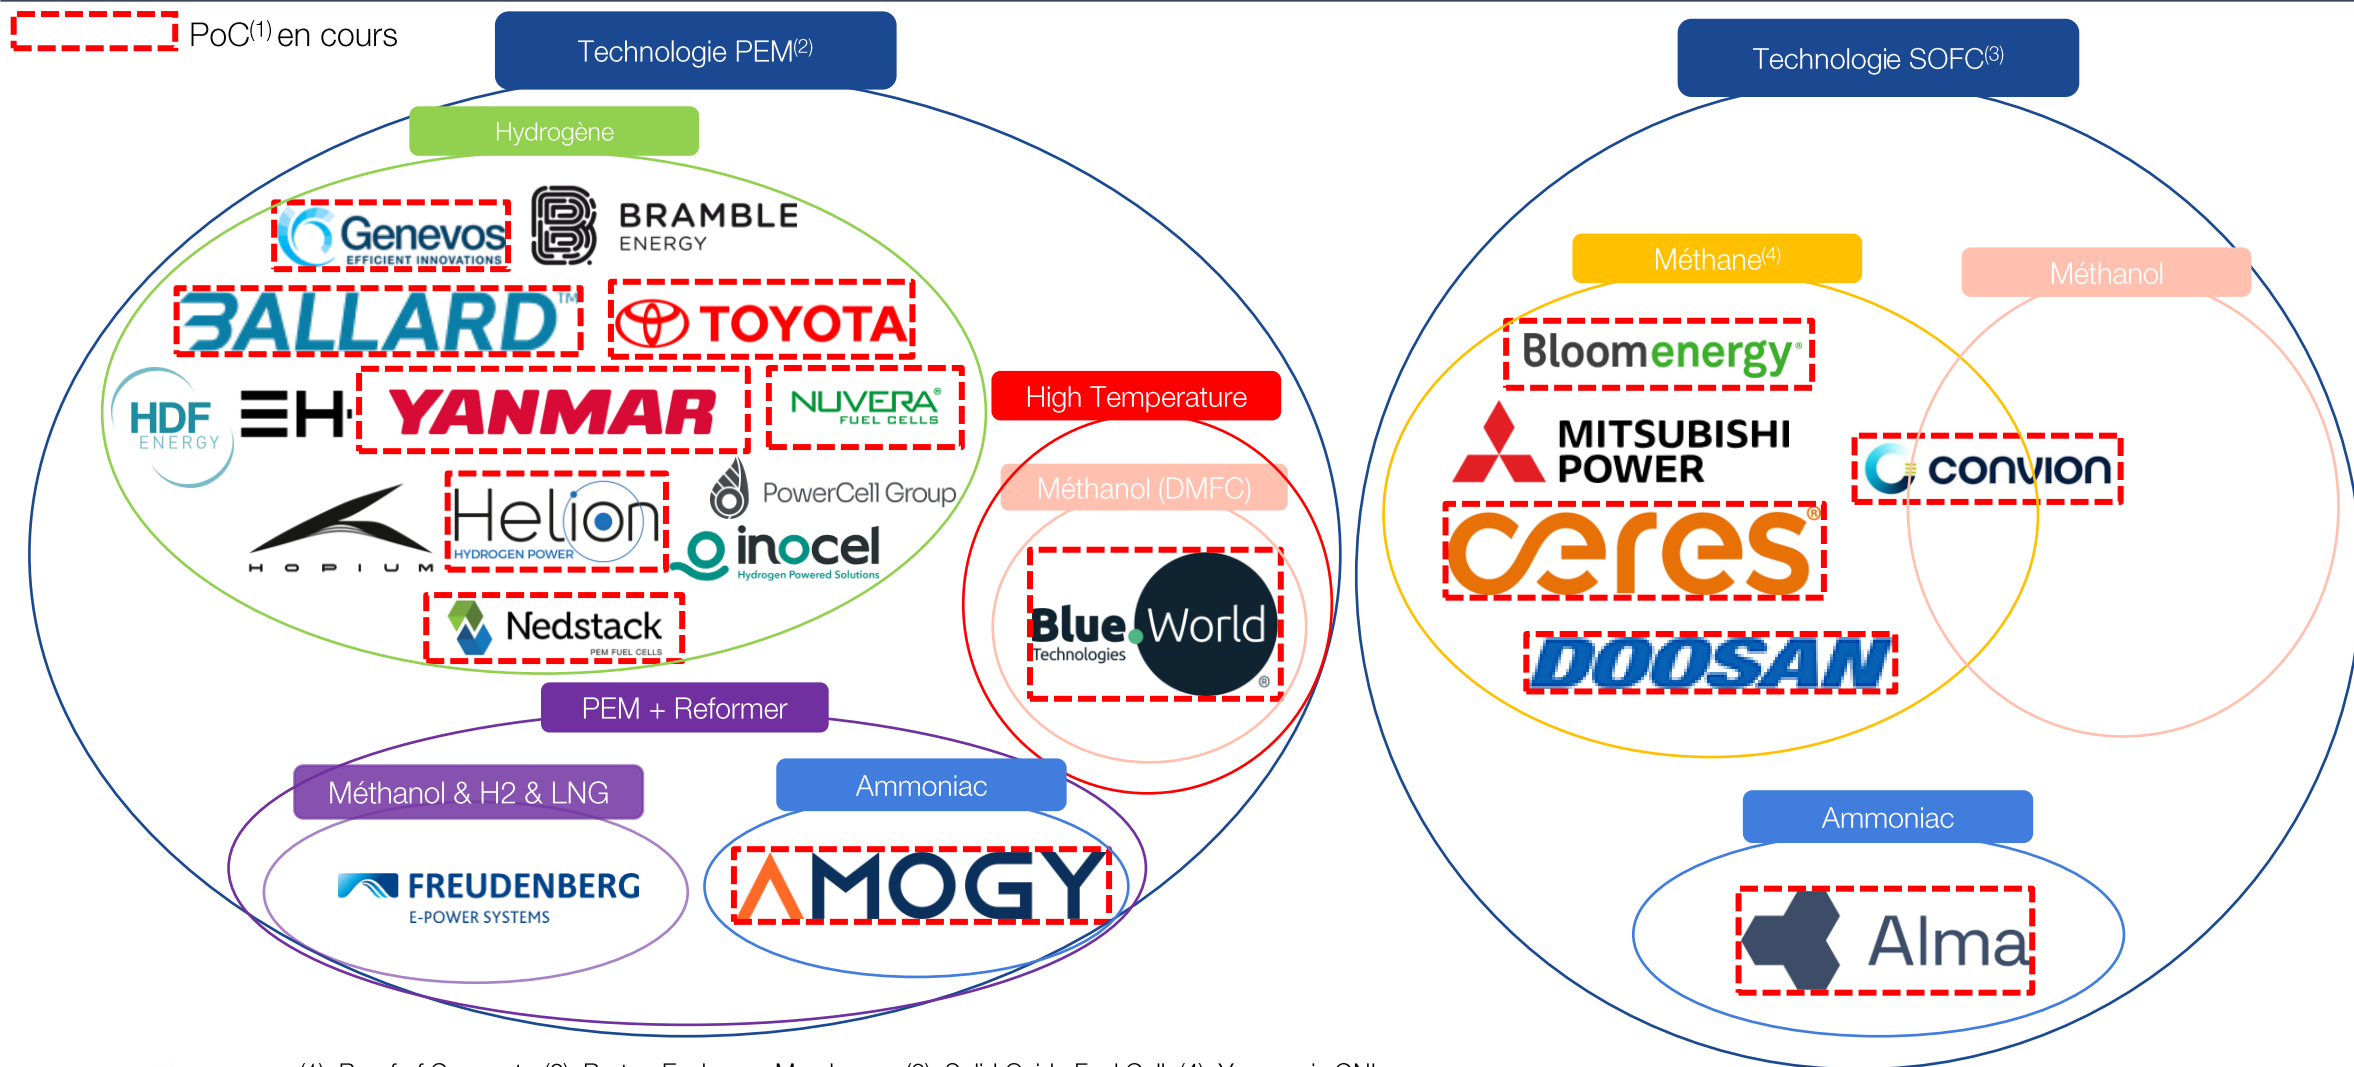 PoC(1) en cours
Technologie PEM(2)
Hydrogène
Genevos
EFFICIENT INNOVATIONS
BRAMBLE
ENERGY
BALLARD™
TOYOTA
HDF
ENERGY
EH
YANMAR
NUVERA®
FUEL CELLS
HOPIUM
Helion
HYDROGEN POWER
PowerCell Group
inocel
Hydrogen Powered Solutions
Nedstack
PEM FUEL CELLS
High Temperature
Méthanol (DMFC)
Blue World
Technologies
®
PEM + Reformer
Méthanol & H2 & LNG
FREUDENBERG
E-POWER SYSTEMS
Ammoniac
AMOGY
Technologie SOFC(3)
Méthane(4)
Méthanol
Bloomenergy®
MITSUBISHI
POWER
convion
ceres®
DOOSAN
Ammoniac
Alma